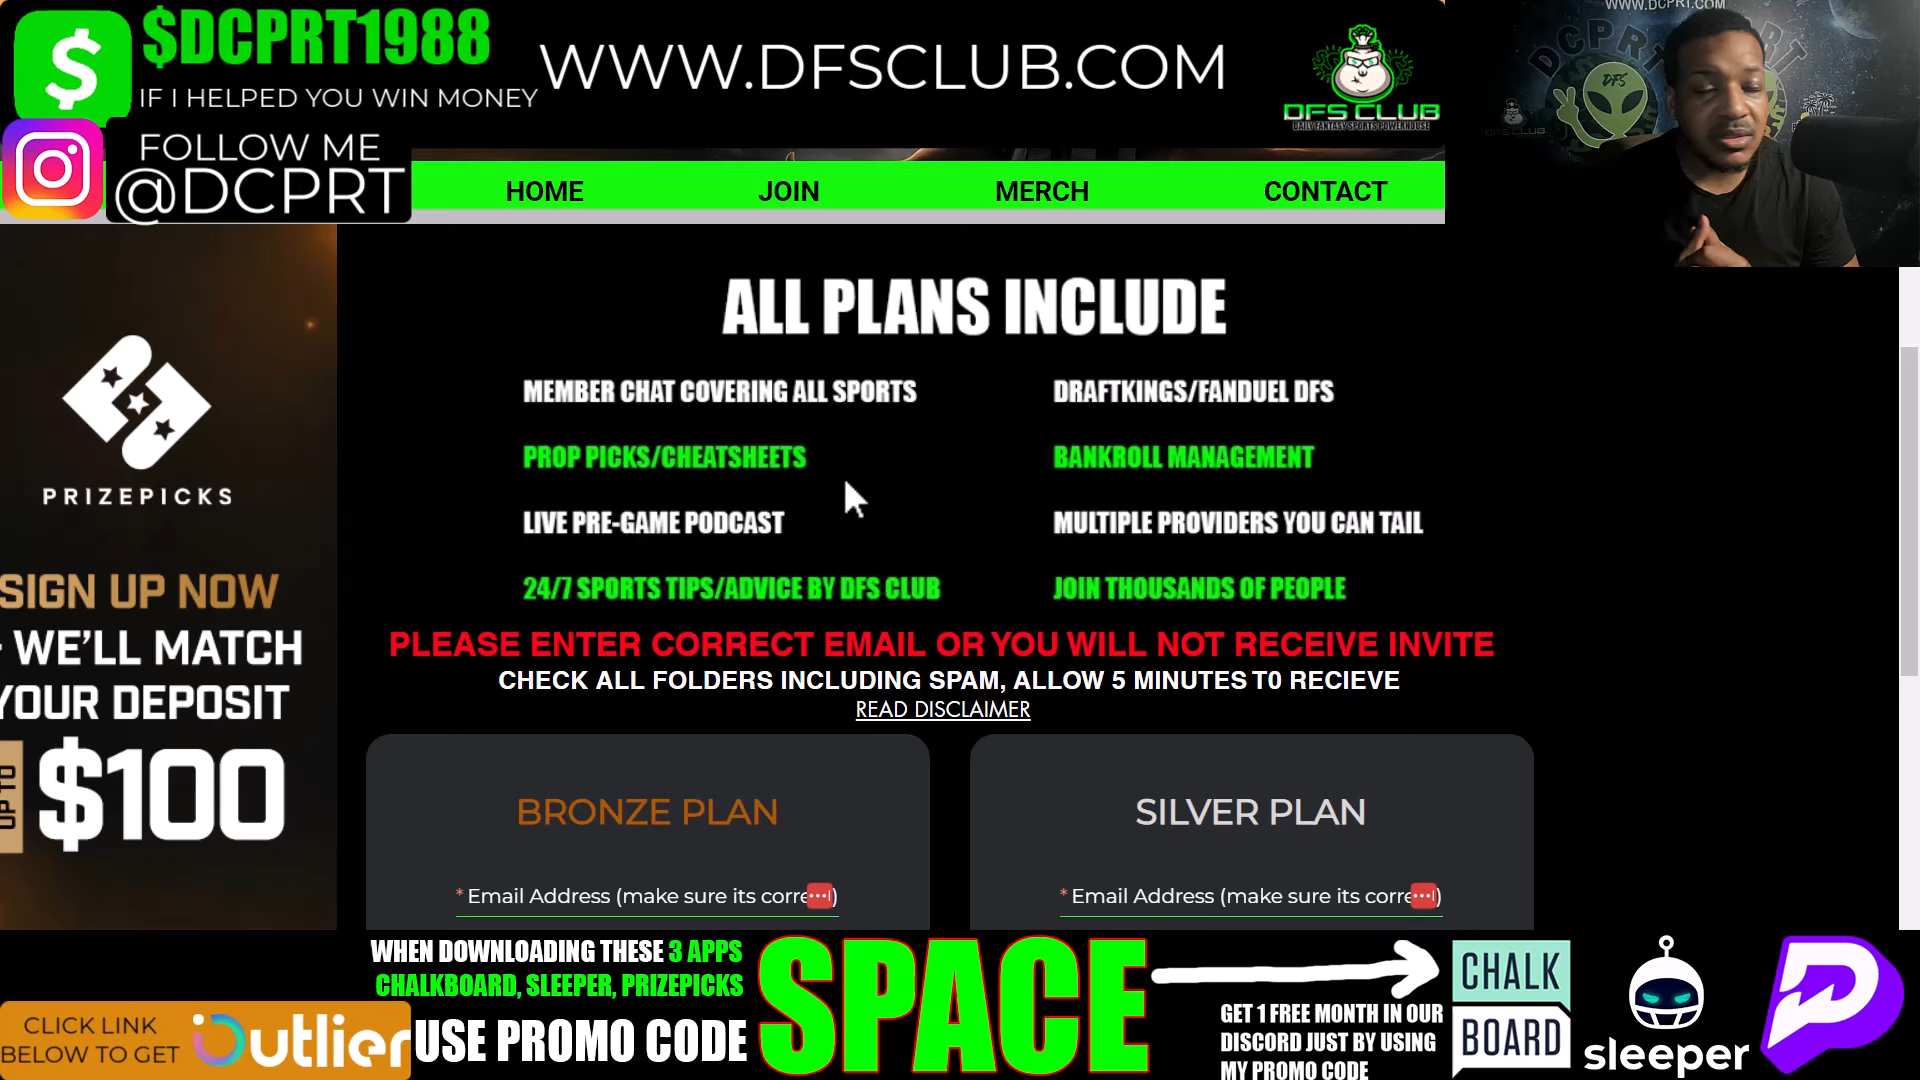 $DCPRT1988
IF I HELPED YOU WIN MONEY
WWW.DFSCLUB.COM
DFS CLUB
DAILY FANTASY SPORTS POWERHOUSE
WWW.DCPRT.COM
DCPRT
DFS
FOLLOW ME
@DCPRT
HOME
JOIN
MERCH
CONTACT
ALL PLANS INCLUDE
MEMBER CHAT COVERING ALL SPORTS
DRAFTKINGS/FANDUEL DFS
PROP PICKS/CHEATSHEETS
BANKROLL MANAGEMENT
LIVE PRE-GAME PODCAST
MULTIPLE PROVIDERS YOU CAN TAIL
24/7 SPORTS TIPS/ADVICE BY DFS CLUB
JOIN THOUSANDS OF PEOPLE
PLEASE ENTER CORRECT EMAIL OR YOU WILL NOT RECEIVE INVITE
CHECK ALL FOLDERS INCLUDING SPAM, ALLOW 5 MINUTES T0 RECIEVE
READ DISCLAIMER
PRIZEPICKS
SIGN UP NOW
WE'LL MATCH
YOUR DEPOSIT
UP TO
$100
BRONZE PLAN
* Email Address (make sure its corre)
SILVER PLAN
* Email Address (make sure its corre)
WHEN DOWNLOADING THESE 3 APPS
CHALKBOARD, SLEEPER, PRIZEPICKS
USE PROMO CODE
SPACE
GET 1 FREE MONTH IN OUR
DISCORD JUST BY USING
MY PROMO CODE
CHALK
BOARD
sleeper
CLICK LINK
BELOW TO GET
Outlier